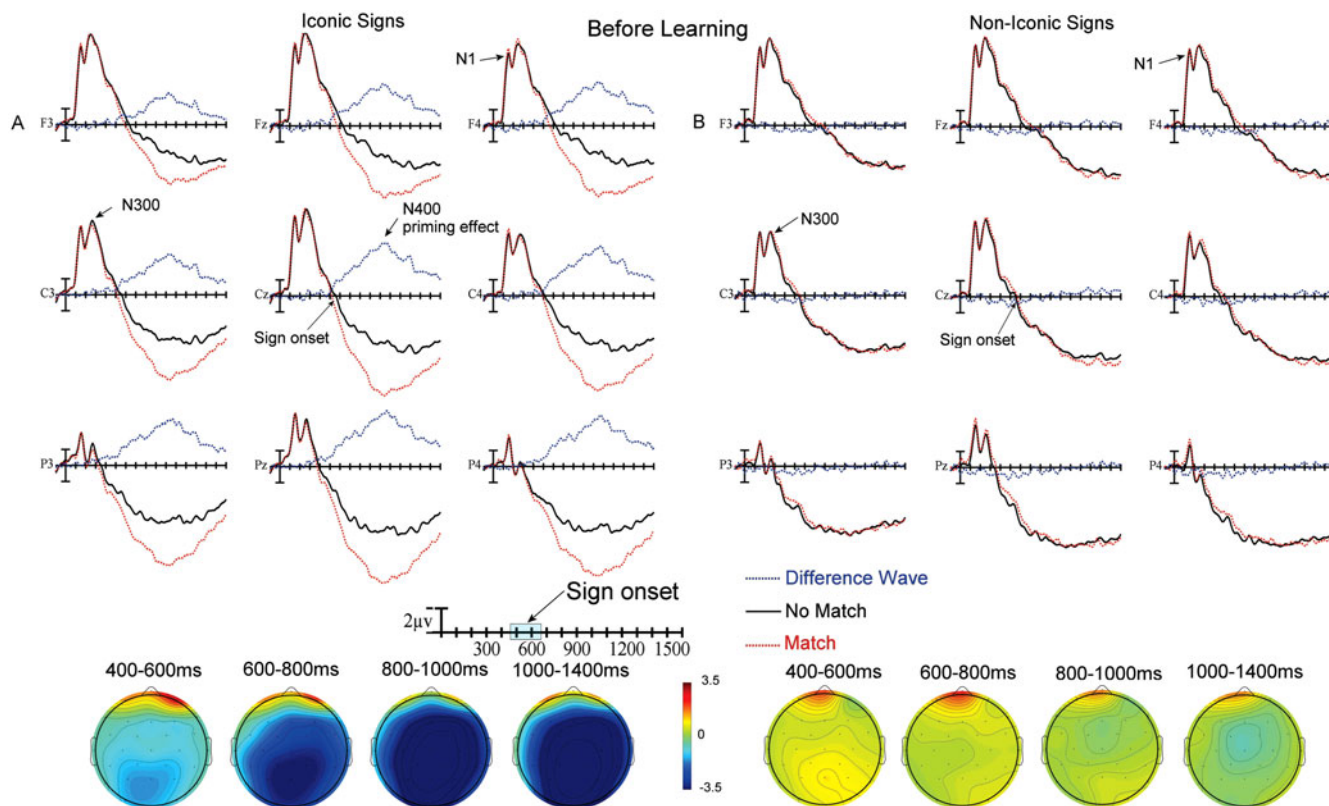 Iconic Signs
Before Learning
Non-Iconic Signs
A
B
N1
N1
F3
Fz
F4
F3
Fz
F4
N300
N400
priming effect
N300
C3
Cz
C4
C3
Cz
C4
Sign onset
Sign onset
P3
Pz
P4
P3
Pz
P4
Sign onset
2μv
300 600 900 1200 1500
Difference Wave
No Match
Match
400-600ms 600-800ms 800-1000ms 1000-1400ms
3.5
0
-3.5
400-600ms 600-800ms 800-1000ms 1000-1400ms